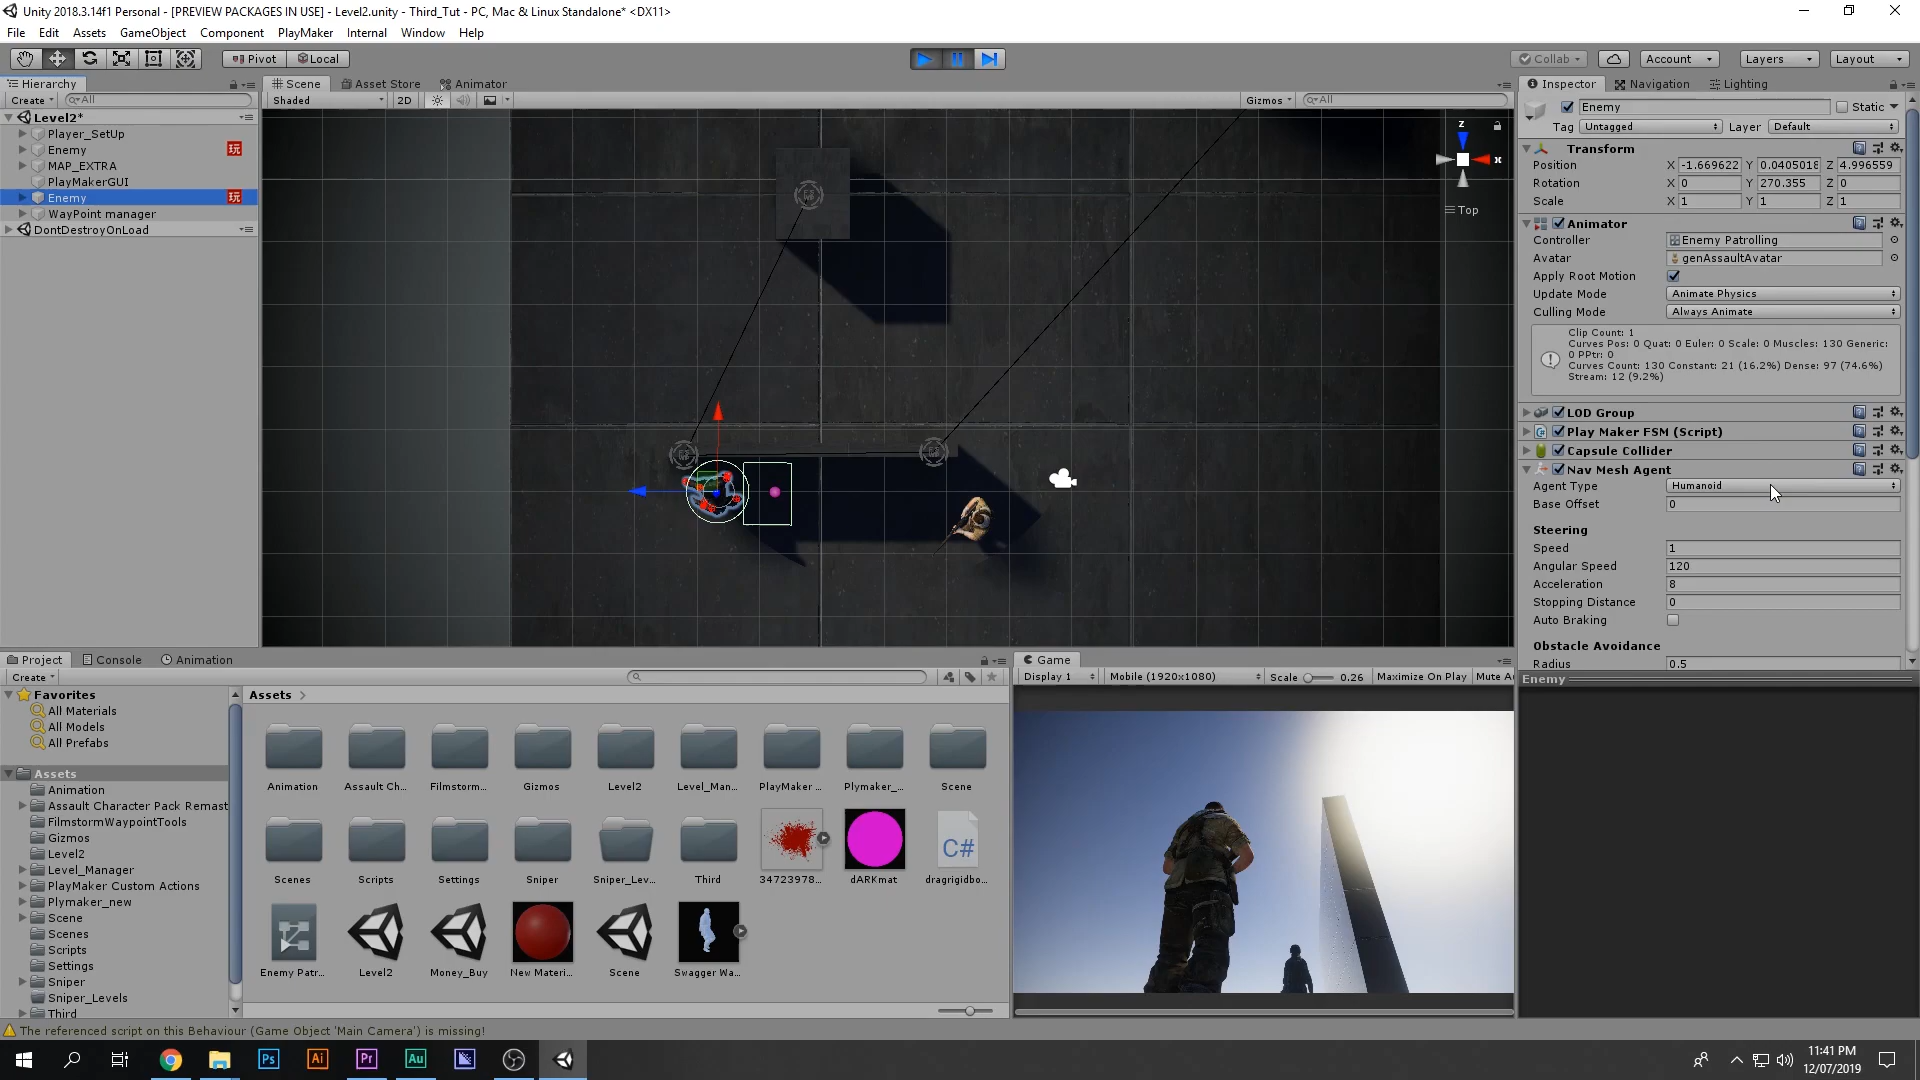 Unity 2018.3.14f1 Personal - [PREVIEW PACKAGES IN USE] - Level2.unity - Third_Tut - PC, Mac & Linux Standalone* <DX11>
File Edit Assets GameObject Component PlayMaker Internal Window Help
Pivot Local Collab Account Layers Layout
Hierarchy Scene Asset Store Animator Inspector Navigation Lighting
Create All Shaded 2D Gizmos All
Enemy Static
Level2*
Player_SetUp
Enemy
MAP_EXTRA
PlayMakerGUI
Enemy
WayPoint manager
DontDestroyOnLoad
z
x
Top
Tag Untagged Layer Default
Transform
Position X -1.669622 Y 0.0405018 Z 4.996559
Rotation X 0 Y 270.355 Z 0
Scale X 1 Y 1 Z 1
Animator
Controller Enemy Patrolling
Avatar genAssaultAvatar
Apply Root Motion
Update Mode Animate Physics
Culling Mode Always Animate
Clip Count: 1
Curves Pos: 0 Quat: 0 Euler: 0 Scale: 0 Muscles: 130 Generic:
0 PPtr: 0
Curves Count: 130 Constant: 21 (16.2%) Dense: 97 (74.6%)
Stream: 12 (9.2%)
LOD Group
Play Maker FSM (Script)
Capsule Collider
Nav Mesh Agent
Agent Type Humanoid
Base Offset 0
Steering
Speed 1
Angular Speed 120
Acceleration 8
Stopping Distance 0
Auto Braking
Obstacle Avoidance
Radius 0.5
Enemy
Project Console Animation
Create
Favorites
All Materials
All Models
All Prefabs
Assets
Animation
Assault Character Pack Remast
FilmstormWaypointTools
Gizmos
Level2
Level_Manager
PlayMaker Custom Actions
Plymaker_new
Scene
Scenes
Scripts
Settings
Sniper
Sniper_Levels
Third
Assets
Animation Assault Ch... Filmstorm... Gizmos Level2 Level_Man... PlayMaker ... Plymaker_... Scene
C#
Scenes Scripts Settings Sniper Sniper_Lev... Third 34723978... dARKmat dragrigidbo...
Enemy Patr... Level2 Money_Buy New Materi... Scene Swagger Wa...
Game
Display 1 Mobile (1920x1080) Scale 0.26 Maximize On Play Mute A
The referenced script on this Behaviour (Game Object 'Main Camera') is missing!
Ps Ai Pr Au
11:41 PM
12/07/2019